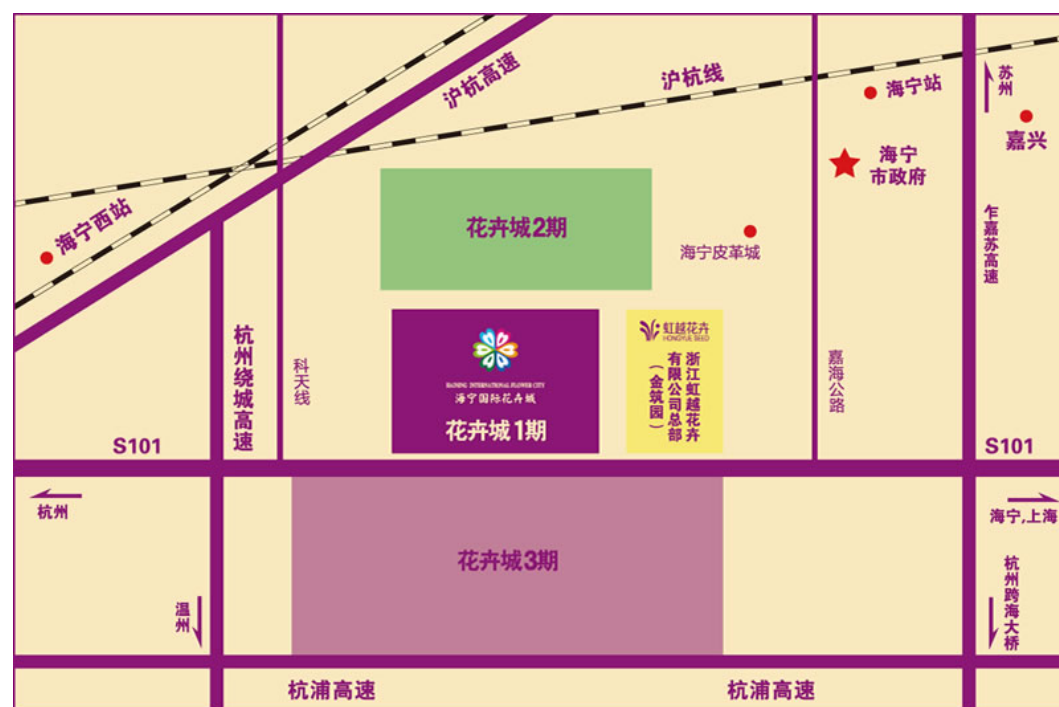 沪杭高速
沪杭线
海宁站
苏州
嘉兴
海宁
市政府
海宁西站
花卉城2期
海宁皮革城
乍嘉苏高速
杭州绕城高速
科天线
HAINING INTERNATIONAL FLOWER CITY
海宁国际花卉城
花卉城1期
虹越花卉
HONGYUE SEED
浙江虹越花卉
有限公司总部
（金筑园）
嘉海公路
S101
S101
杭州
海宁,上海
花卉城3期
温州
杭州跨海大桥
杭浦高速
杭浦高速